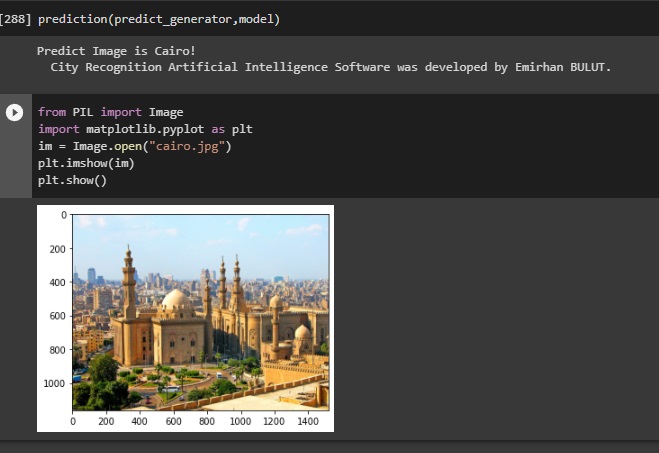 [288] prediction(predict_generator,model)
Predict Image is Cairo!
City Recognition Artificial Intelligence Software was developed by Emirhan BULUT.
from PIL import Image
import matplotlib.pyplot as plt
im = Image.open("cairo.jpg")
plt.imshow(im)
plt.show()
0
200
400
600
800
1000
0 200 400 600 800 1000 1200 1400